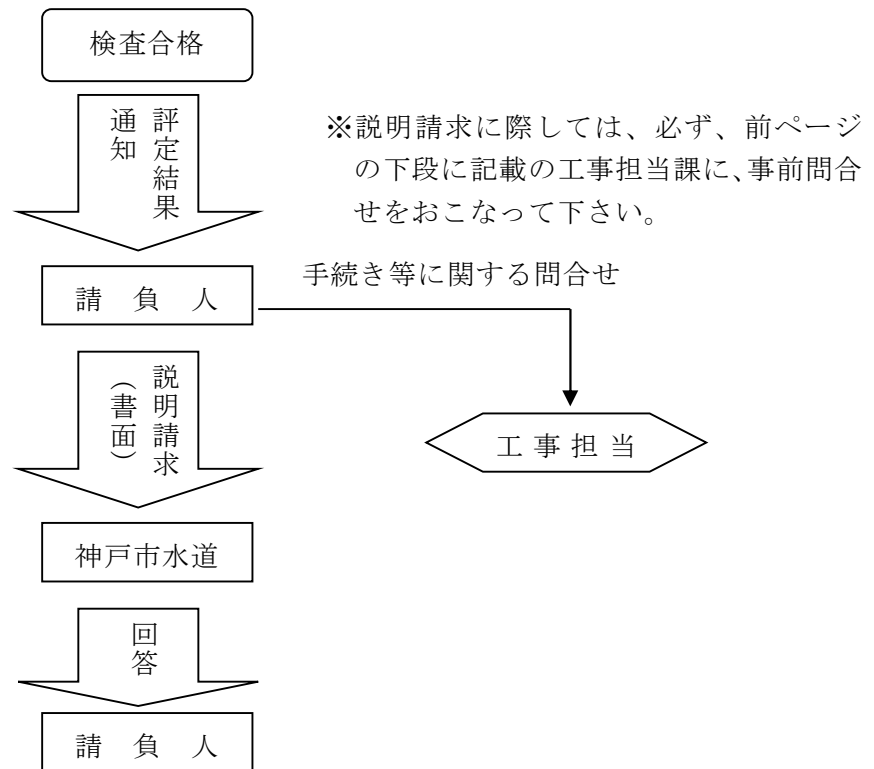 検査合格
評定結果
通知
※説明請求に際しては、必ず、前ページ
の下段に記載の工事担当課に、事前問合
せをおこなって下さい。
請　負　人
手続き等に関する問合せ
説明請求
（書面）
工 事 担 当
神戸市水道
回答
請　負　人